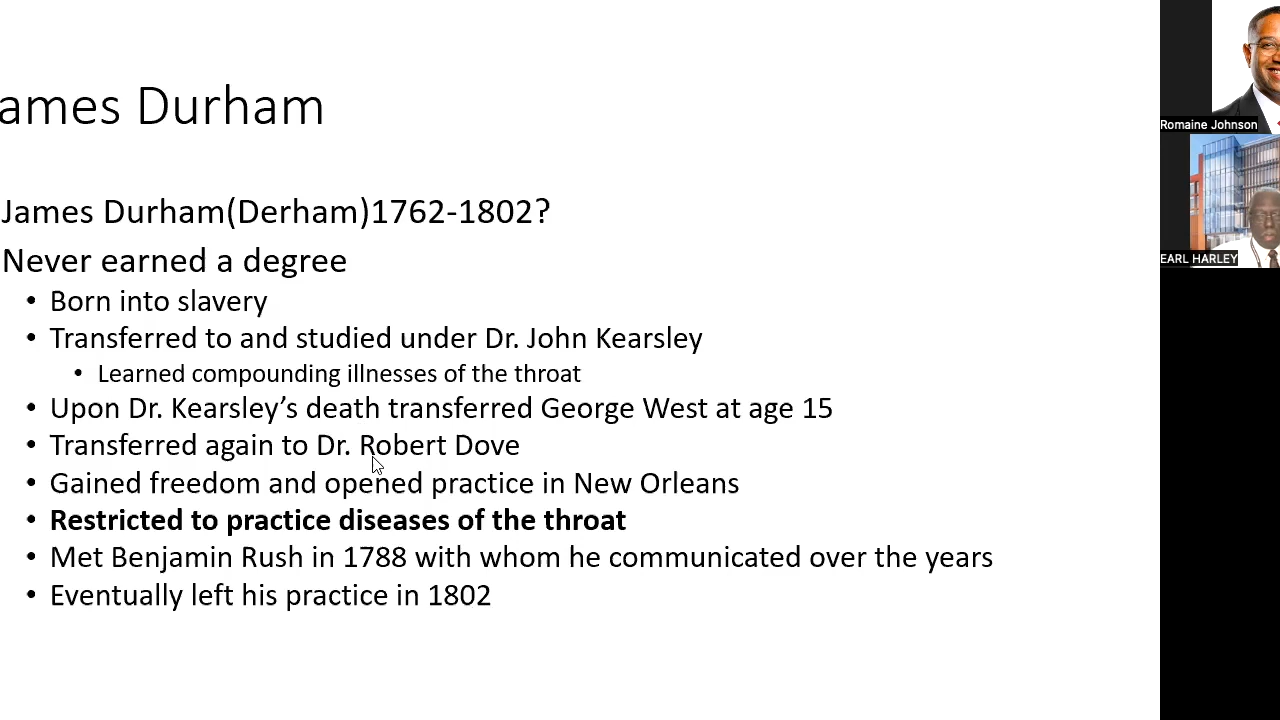 ames Durham
James Durham(Derham)1762-1802?
Never earned a degree
• Born into slavery
• Transferred to and studied under Dr. John Kearsley
• Learned compounding illnesses of the throat
• Upon Dr. Kearsley’s death transferred George West at age 15
• Transferred again to Dr. Robert Dove
• Gained freedom and opened practice in New Orleans
• Restricted to practice diseases of the throat
• Met Benjamin Rush in 1788 with whom he communicated over the years
• Eventually left his practice in 1802
Romaine Johnson
EARL HARLEY